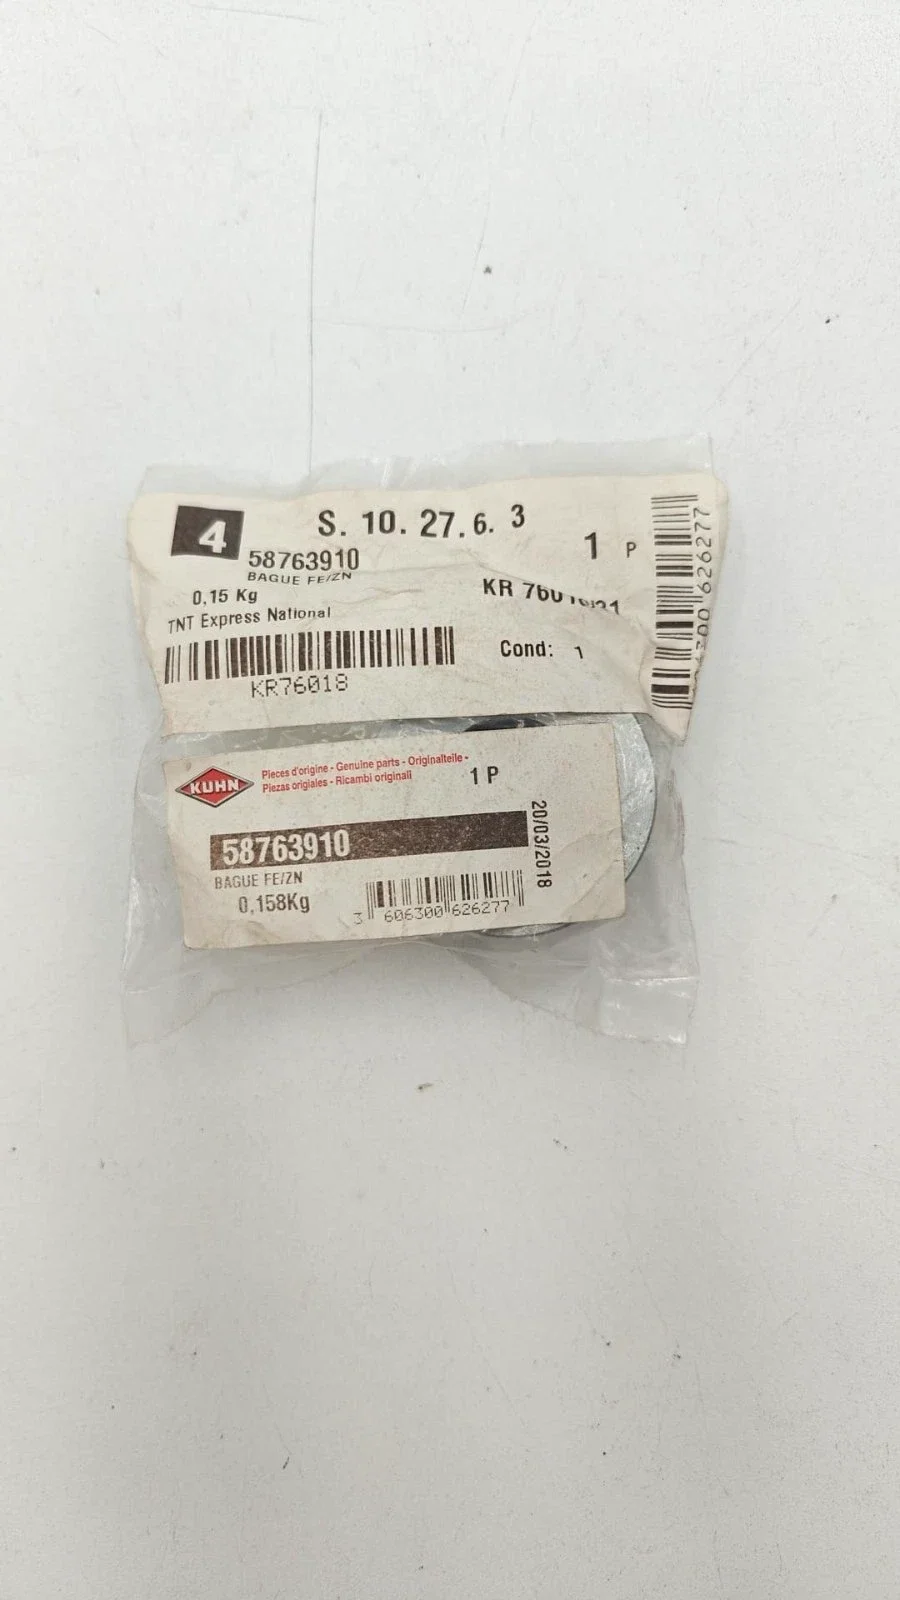 4
S. 10. 27. 6. 3
58763910
BAGUE FE/ZN
1 P
0,15 Kg
TNT Express National
KR
KR76018
Cond: 1
626277
KUHN
Pieces d'origine - Genuine parts - Originalteile -
Piezas origiales - Ricambi originali
1 P
58763910
BAGUE FE/ZN
0,158Kg
3 606300 626277
20/03/2018